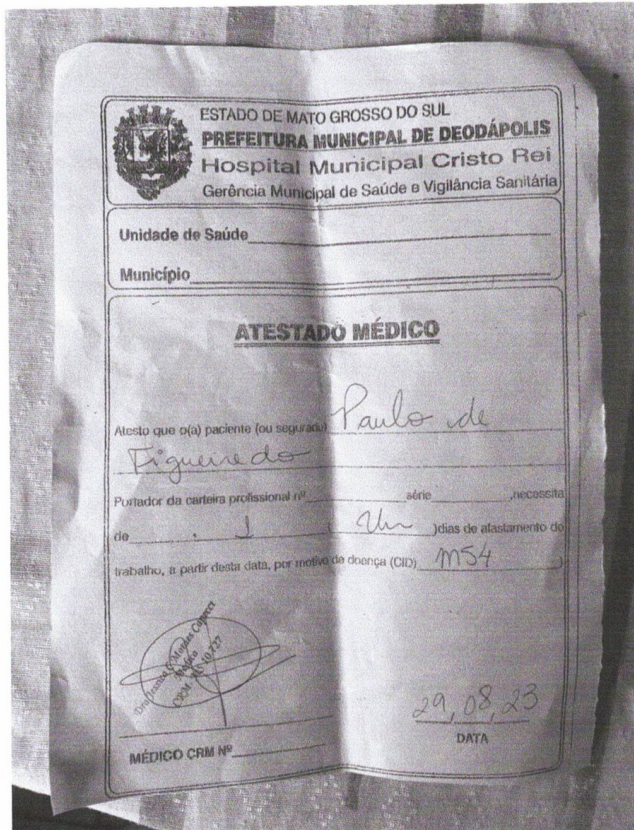 ESTADO DE MATO GROSSO DO SUL
PREFEITURA MUNICIPAL DE DEODÁPOLIS
Hospital Municipal Cristo Rei
Gerência Municipal de Saúde e Vigilância Sanitária
Unidade de Saúde
Município
ATESTADO MÉDICO
Atesto que o(a) paciente (ou segurado) Paulo de
Figueiredo
Portador da carteira profissional nº série ,necessita
de 1 ( Um )dias de afastamento do
trabalho, a partir desta data, por motivo de doença (CID) M54 )
Médico
CRM
MÉDICO CRM Nº
29,08,23
DATA